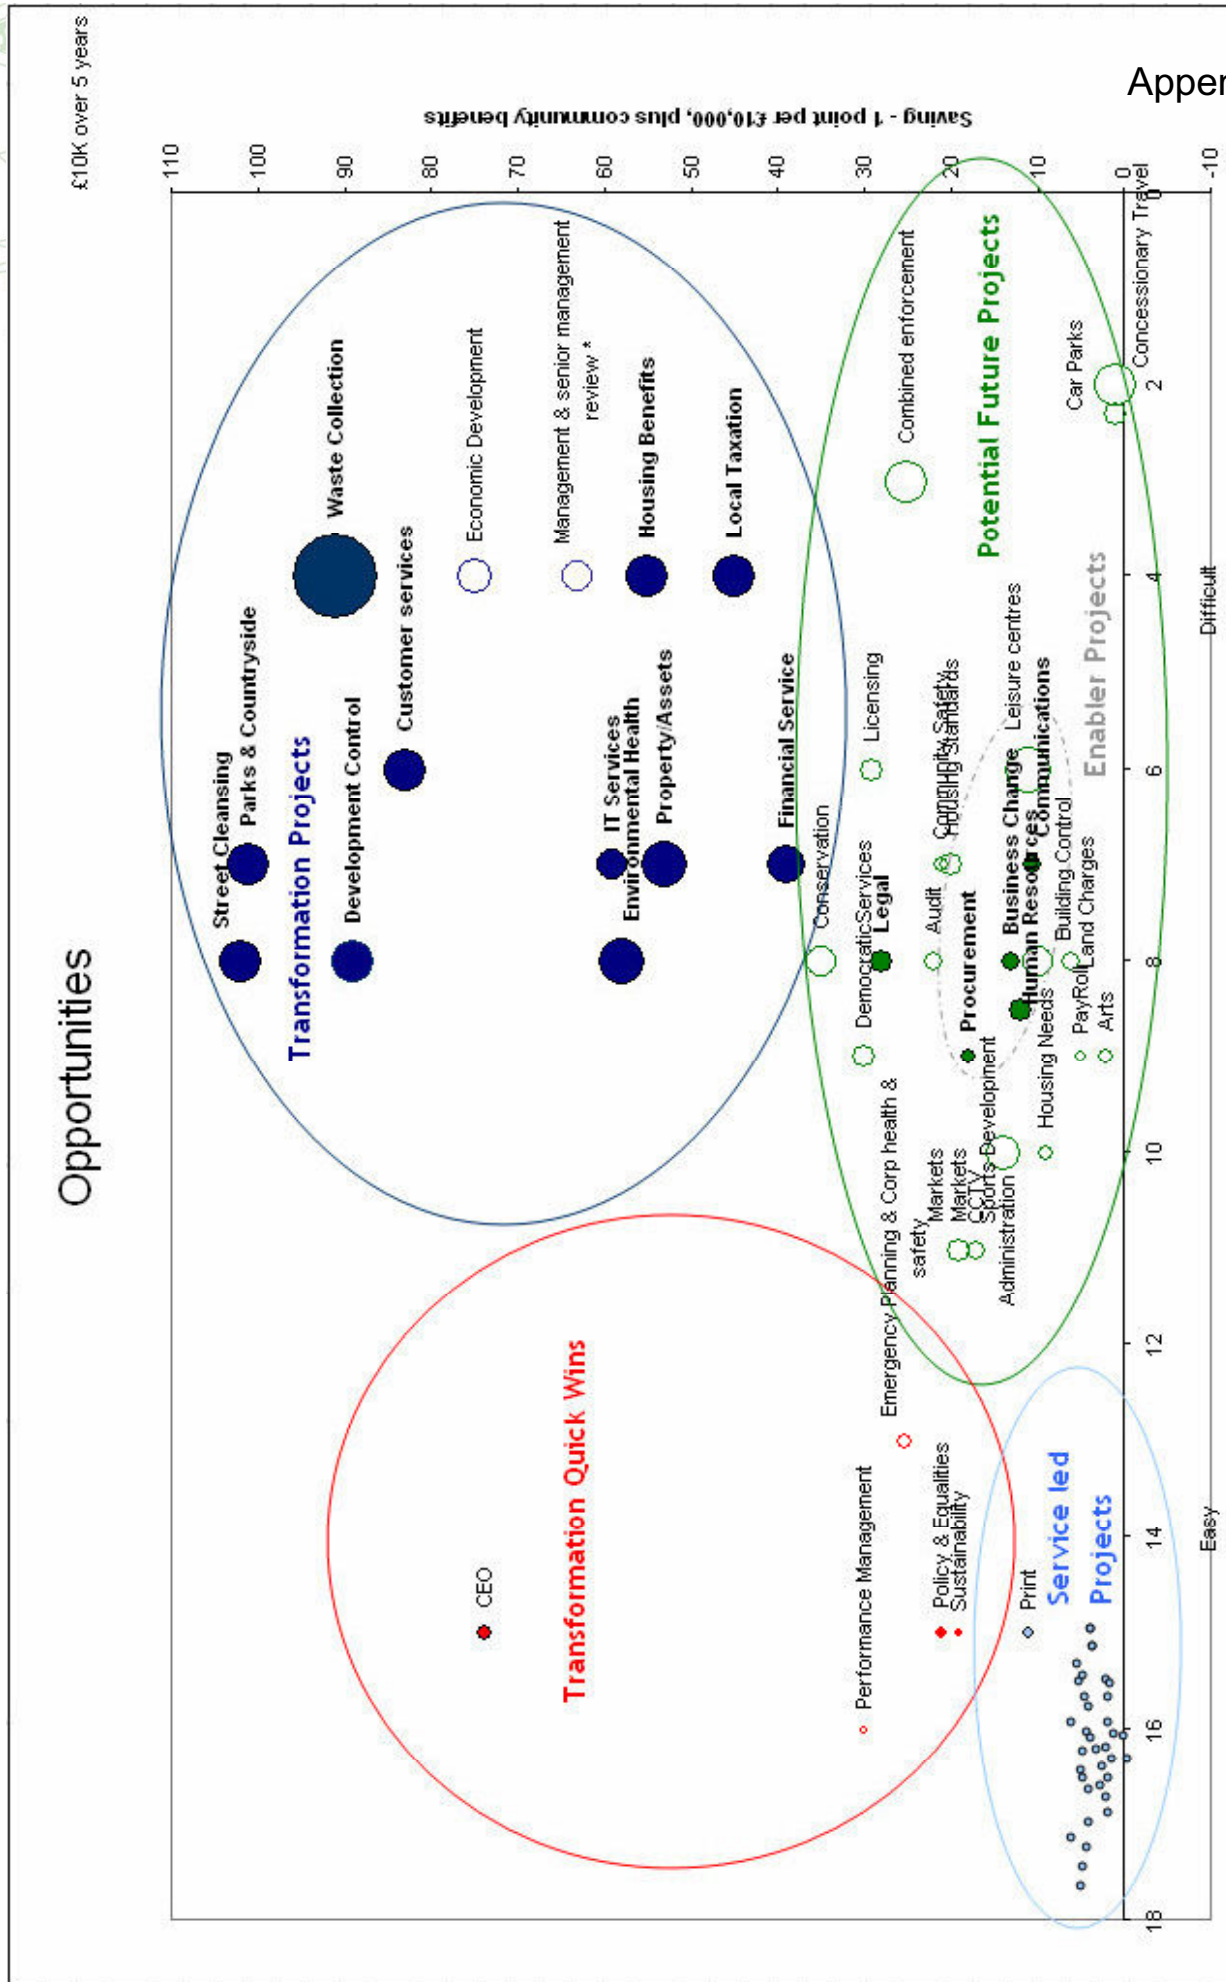 Appen
Opportunities
£10K over 5 years
Saving - 1 point per £10,000, plus community benefits
110
100
90
80
70
60
50
40
30
20
10
0
-10
18
16
14
12
10
8
6
4
2
0
Easy
Difficult
Transformation Projects
Street Cleansing
Parks & Countryside
Waste Collection
Development Control
Customer services
Economic Development
Management & senior management
review *
IT Services
Environmental Health
Housing Benefits
Property/Assets
Local Taxation
Financial Service
Transformation Quick Wins
CEO
Performance Management
Emergency Planning & Corp health &
safety
Policy & Equalities
Sustainability
Potential Future Projects
Conservation
DemocraticServices
Licensing
Legal
Combined enforcement
Audit
Community Safety
Housing Standards
Markets
Markets
CCTV
Sports Development
Administration
Leisure centres
Housing Needs
Building Control
PayRoll
Land Charges
Arts
Car Parks
Concessionary Travel
Enabler Projects
Procurement
Business Change
Human Resources
Communications
Service led
Projects
Print